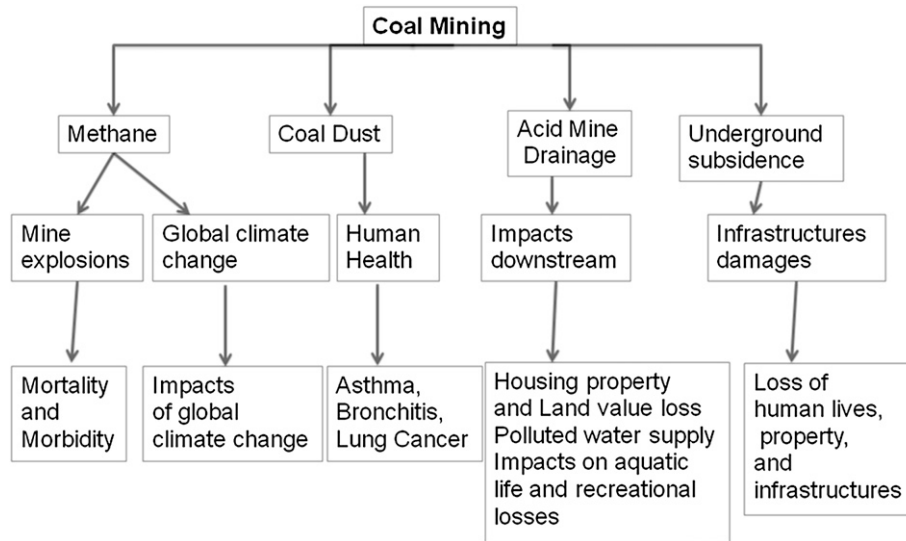 Coal Mining
Methane
Coal Dust
Acid Mine
Drainage
Underground
subsidence
Mine
explosions
Global climate
change
Human
Health
Impacts
downstream
Infrastructures
damages
Mortality
and
Morbidity
Impacts
of global
climate change
Asthma,
Bronchitis,
Lung Cancer
Housing property
and Land value loss
Polluted water supply
Impacts on aquatic
life and recreational
losses
Loss of
human lives,
property,
and
infrastructures